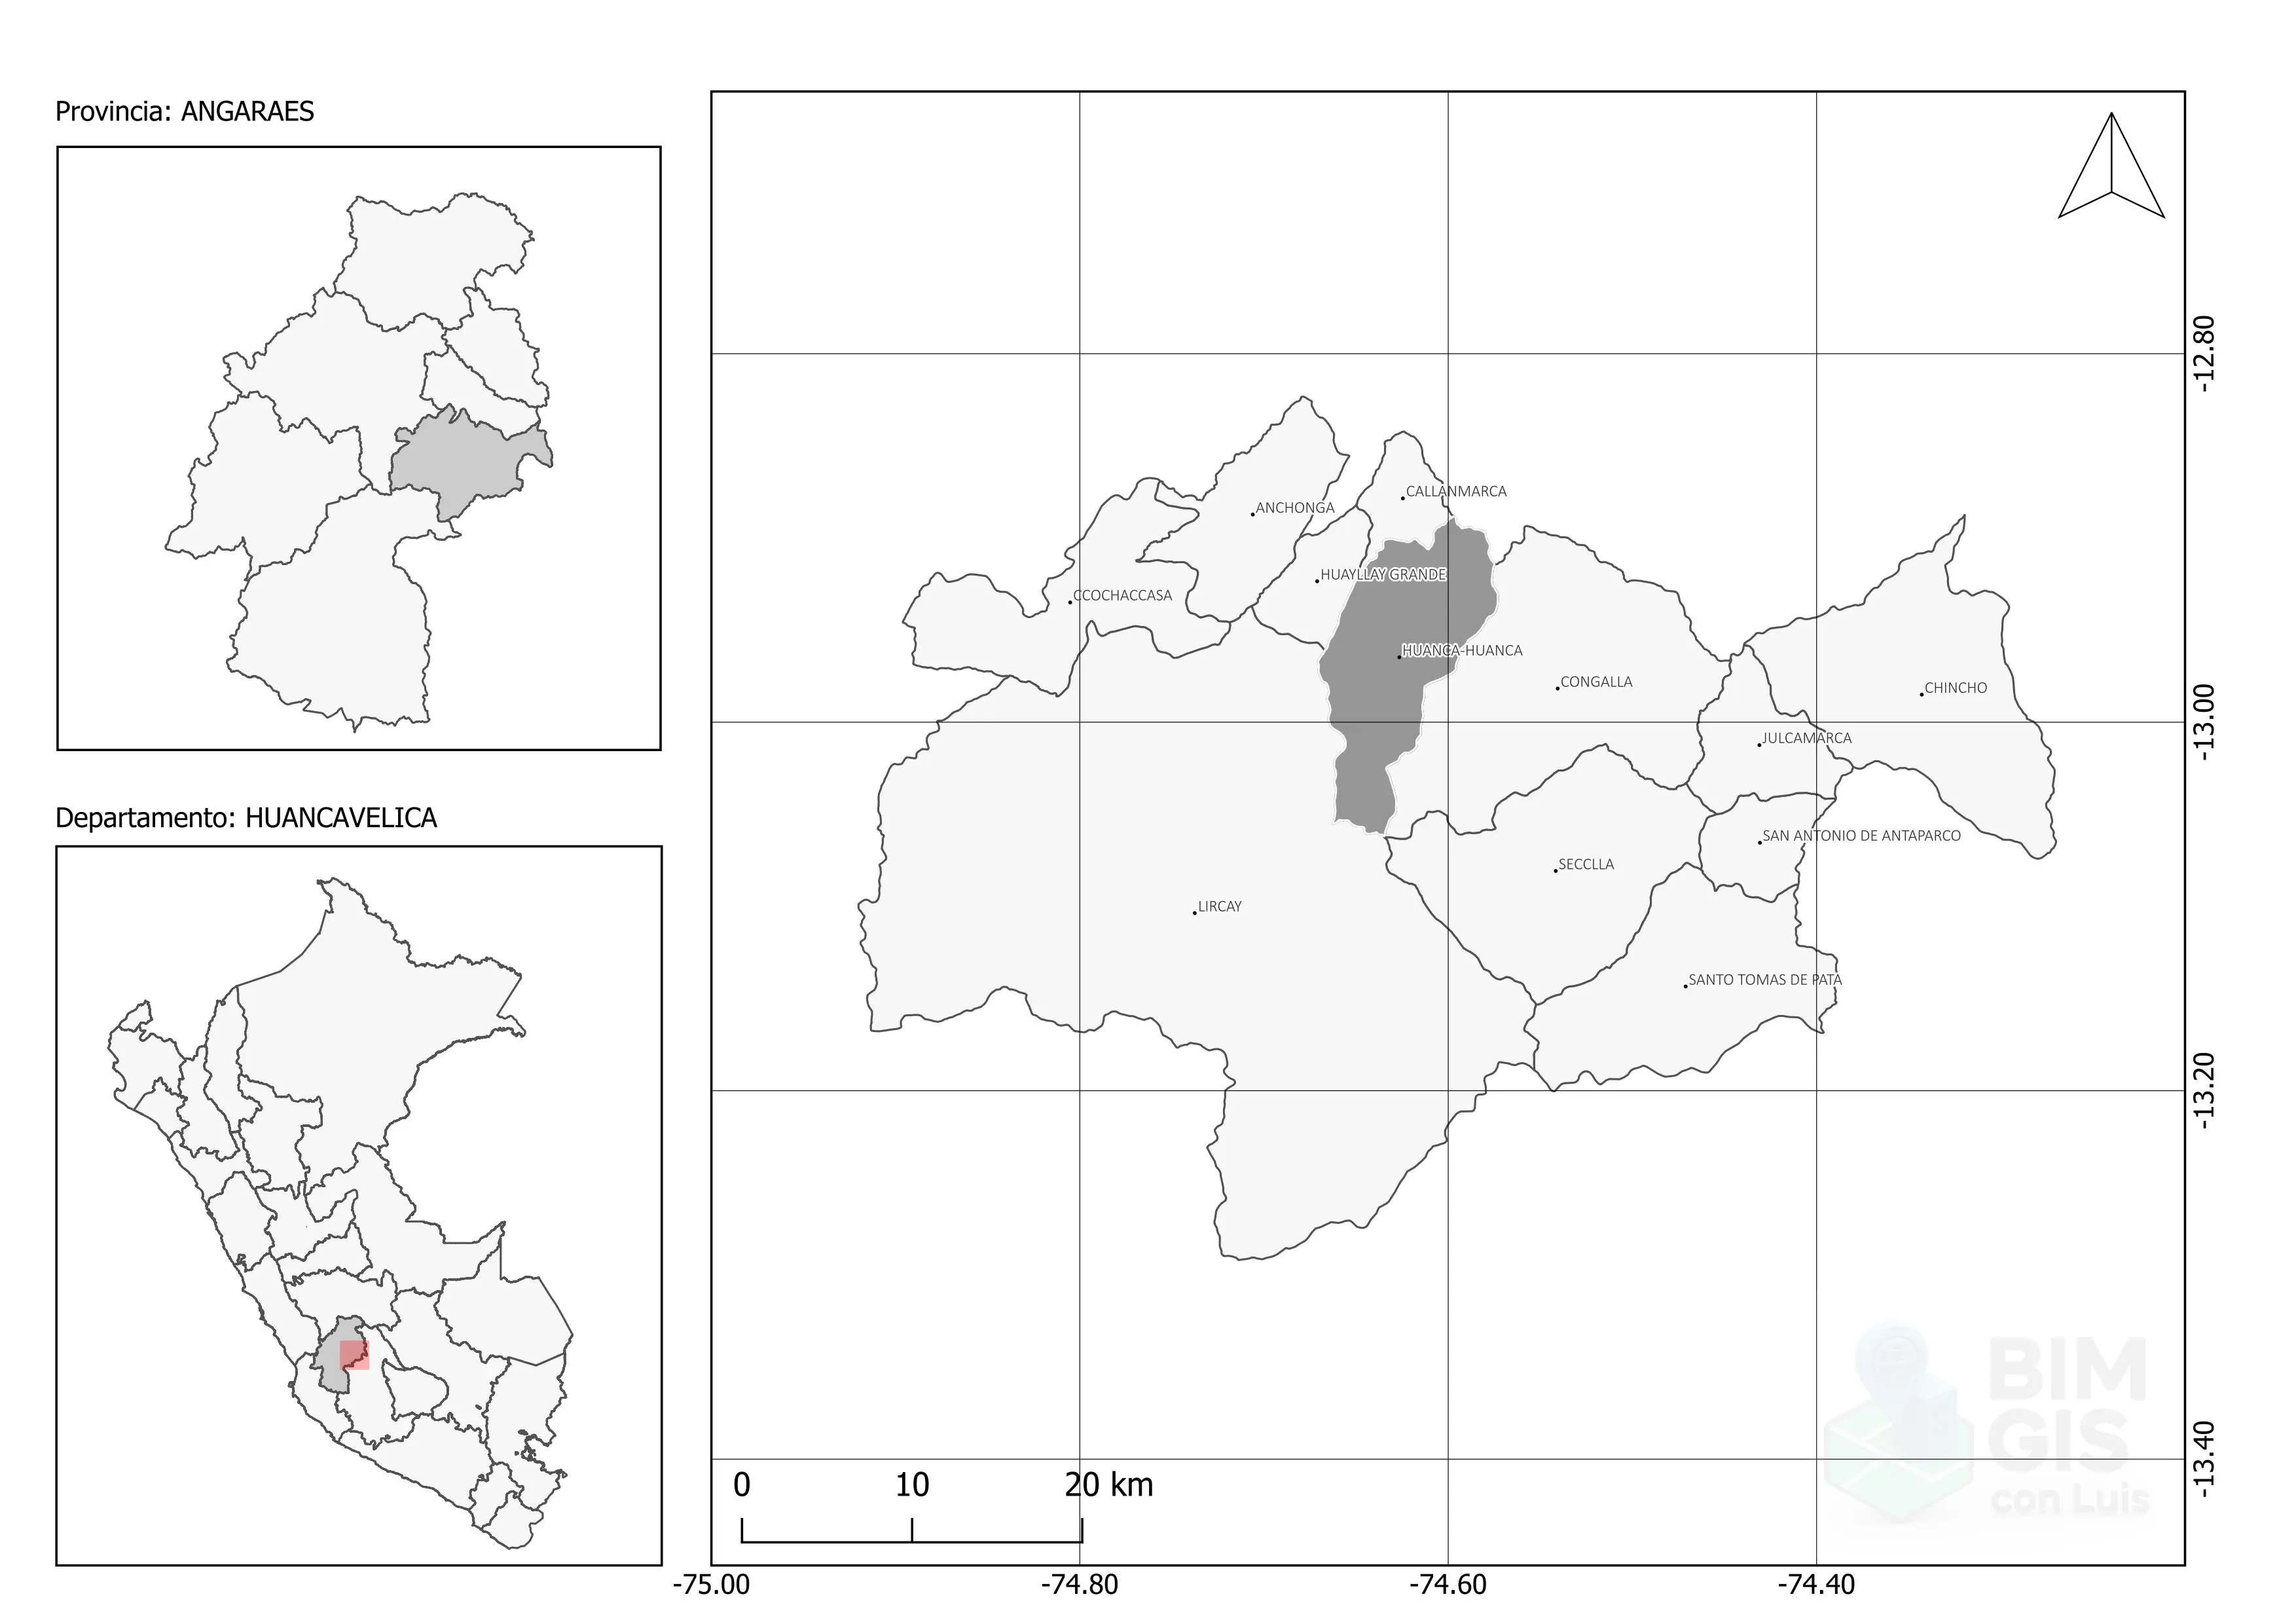 Provincia: ANGARAES
Departamento: HUANCAVELICA
CALLANMARCA
ANCHONGA
HUAYLLAY GRANDE
CCOCHACCASA
HUANCA-HUANCA
CONGALLA
CHINCHO
JULCAMARCA
SAN ANTONIO DE ANTAPARCO
SECCLLA
LIRCAY
SANTO TOMAS DE PATA
-12.80
-13.00
-13.20
-13.40
BIM
GIS
con Luis
0 10 20 km
-75.00 -74.80 -74.60 -74.40